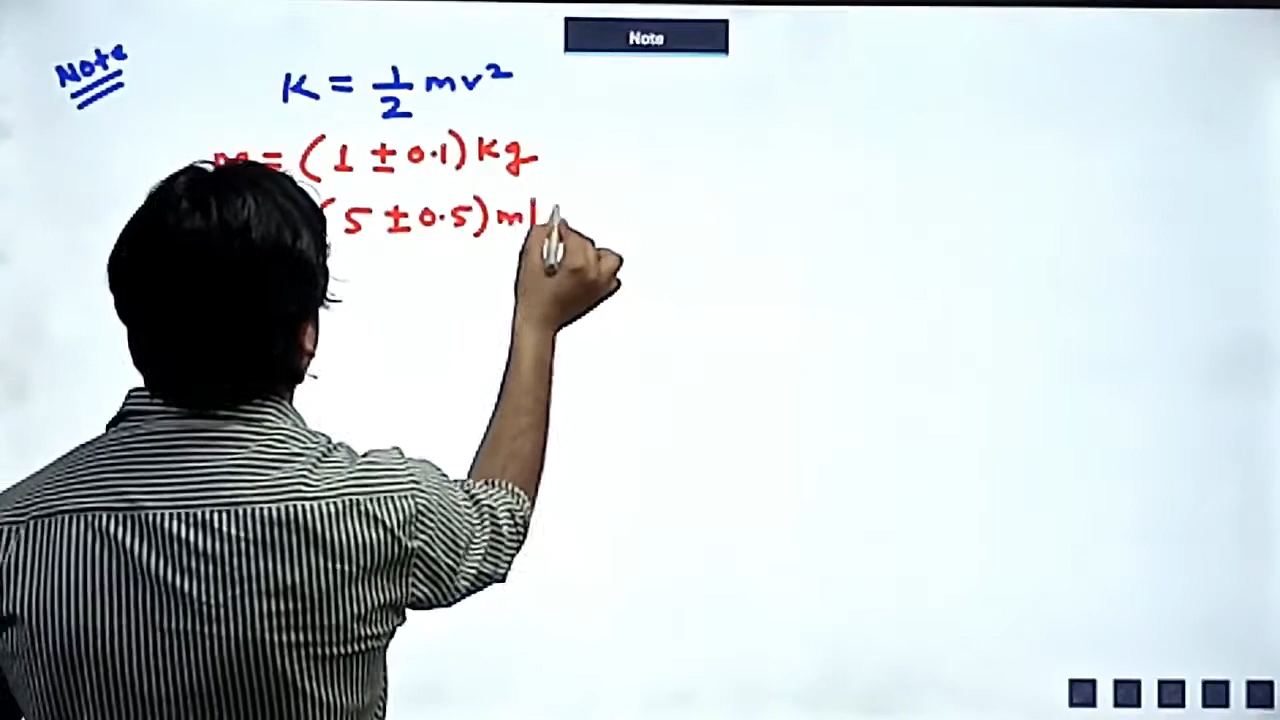 Note
Note
K = 1/2 mv²
m = (1 ± 0.1) kg
(5 ± 0.5) m/